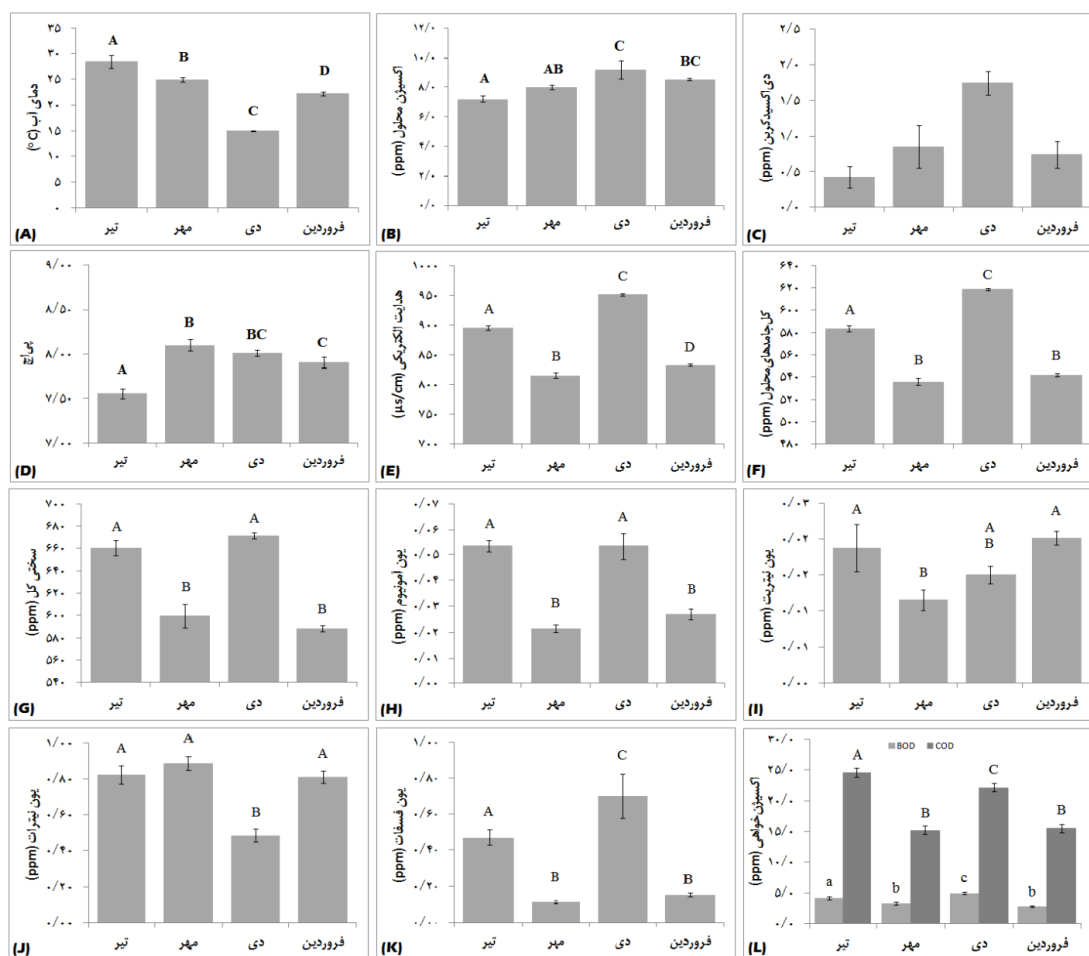 دمای آب (°C)
۳۵
۳۰
۲۵
۲۰
۱۵
۱۰
۵
۰
A
B
C
D
تیر
مهر
دی
فروردین
(A)
اکسیژن محلول (ppm)
۱۲/۰
۱۰/۰
۸/۰
۶/۰
۴/۰
۲/۰
۰/۰
A
AB
C
BC
تیر
مهر
دی
فروردین
(B)
دی‌اکسیدکربن (ppm)
۲/۵
۲/۰
۱/۵
۱/۰
۰/۵
۰/۰
تیر
مهر
دی
فروردین
(C)
پی‌اچ
۹/۰۰
۸/۵۰
۸/۰۰
۷/۵۰
۷/۰۰
A
B
BC
C
تیر
مهر
دی
فروردین
(D)
هدایت الکتریکی (µs/cm)
۱۰۰۰
۹۵۰
۹۰۰
۸۵۰
۸۰۰
۷۵۰
۷۰۰
A
B
C
D
تیر
مهر
دی
فروردین
(E)
کل جامدهای محلول (ppm)
۶۴۰
۶۲۰
۶۰۰
۵۸۰
۵۶۰
۵۴۰
۵۲۰
۵۰۰
۴۸۰
A
B
C
B
تیر
مهر
دی
فروردین
(F)
سختی کل (ppm)
۷۰۰
۶۸۰
۶۶۰
۶۴۰
۶۲۰
۶۰۰
۵۸۰
۵۶۰
۵۴۰
A
B
A
B
تیر
مهر
دی
فروردین
(G)
یون آمونیوم (ppm)
۰/۰۷
۰/۰۶
۰/۰۵
۰/۰۴
۰/۰۳
۰/۰۲
۰/۰۱
۰/۰۰
A
B
A
B
تیر
مهر
دی
فروردین
(H)
یون نیتریت (ppm)
۰/۰۳
۰/۰۲
۰/۰۲
۰/۰۱
۰/۰۱
۰/۰۰
A
B
A
B
A
تیر
مهر
دی
فروردین
(I)
یون نیترات (ppm)
۱/۰۰
۰/۸۰
۰/۶۰
۰/۴۰
۰/۲۰
۰/۰۰
A
A
B
A
تیر
مهر
دی
فروردین
(J)
یون فسفات (ppm)
۱/۰۰
۰/۸۰
۰/۶۰
۰/۴۰
۰/۲۰
۰/۰۰
A
B
C
B
تیر
مهر
دی
فروردین
(K)
اکسیژن‌خواهی (ppm)
BOD COD
۳۰/۰
۲۵/۰
۲۰/۰
۱۵/۰
۱۰/۰
۵/۰
۰/۰
a
A
b
B
c
C
b
B
تیر
مهر
دی
فروردین
(L)